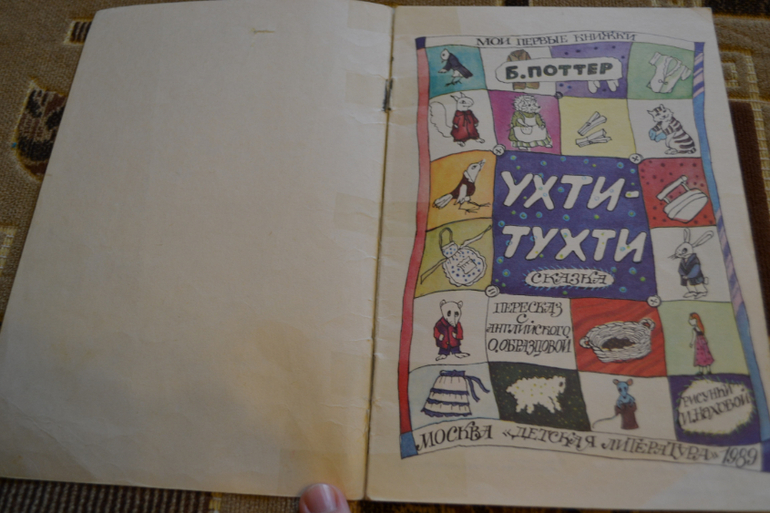 МОИ ПЕРВЫЕ КНИЖКИ
Б. ПОТТЕР
УХТИ-
ТУХТИ
СКАЗКА
ПЕРЕСКАЗ
С
АНГЛИЙСКОГО
О. ОБРАЗЦОВОЙ
РИСУНКИ
И. НАХОВОЙ
МОСКВА «ДЕТСКАЯ ЛИТЕРАТУРА» 1989